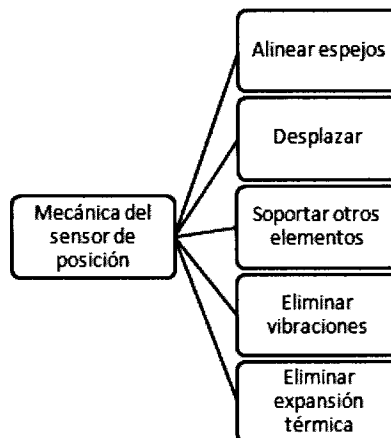 Alinear espejos
Desplazar
Mecánica del
sensor de
posición
Soportar otros
elementos
Eliminar
vibraciones
Eliminar
expansión
térmica